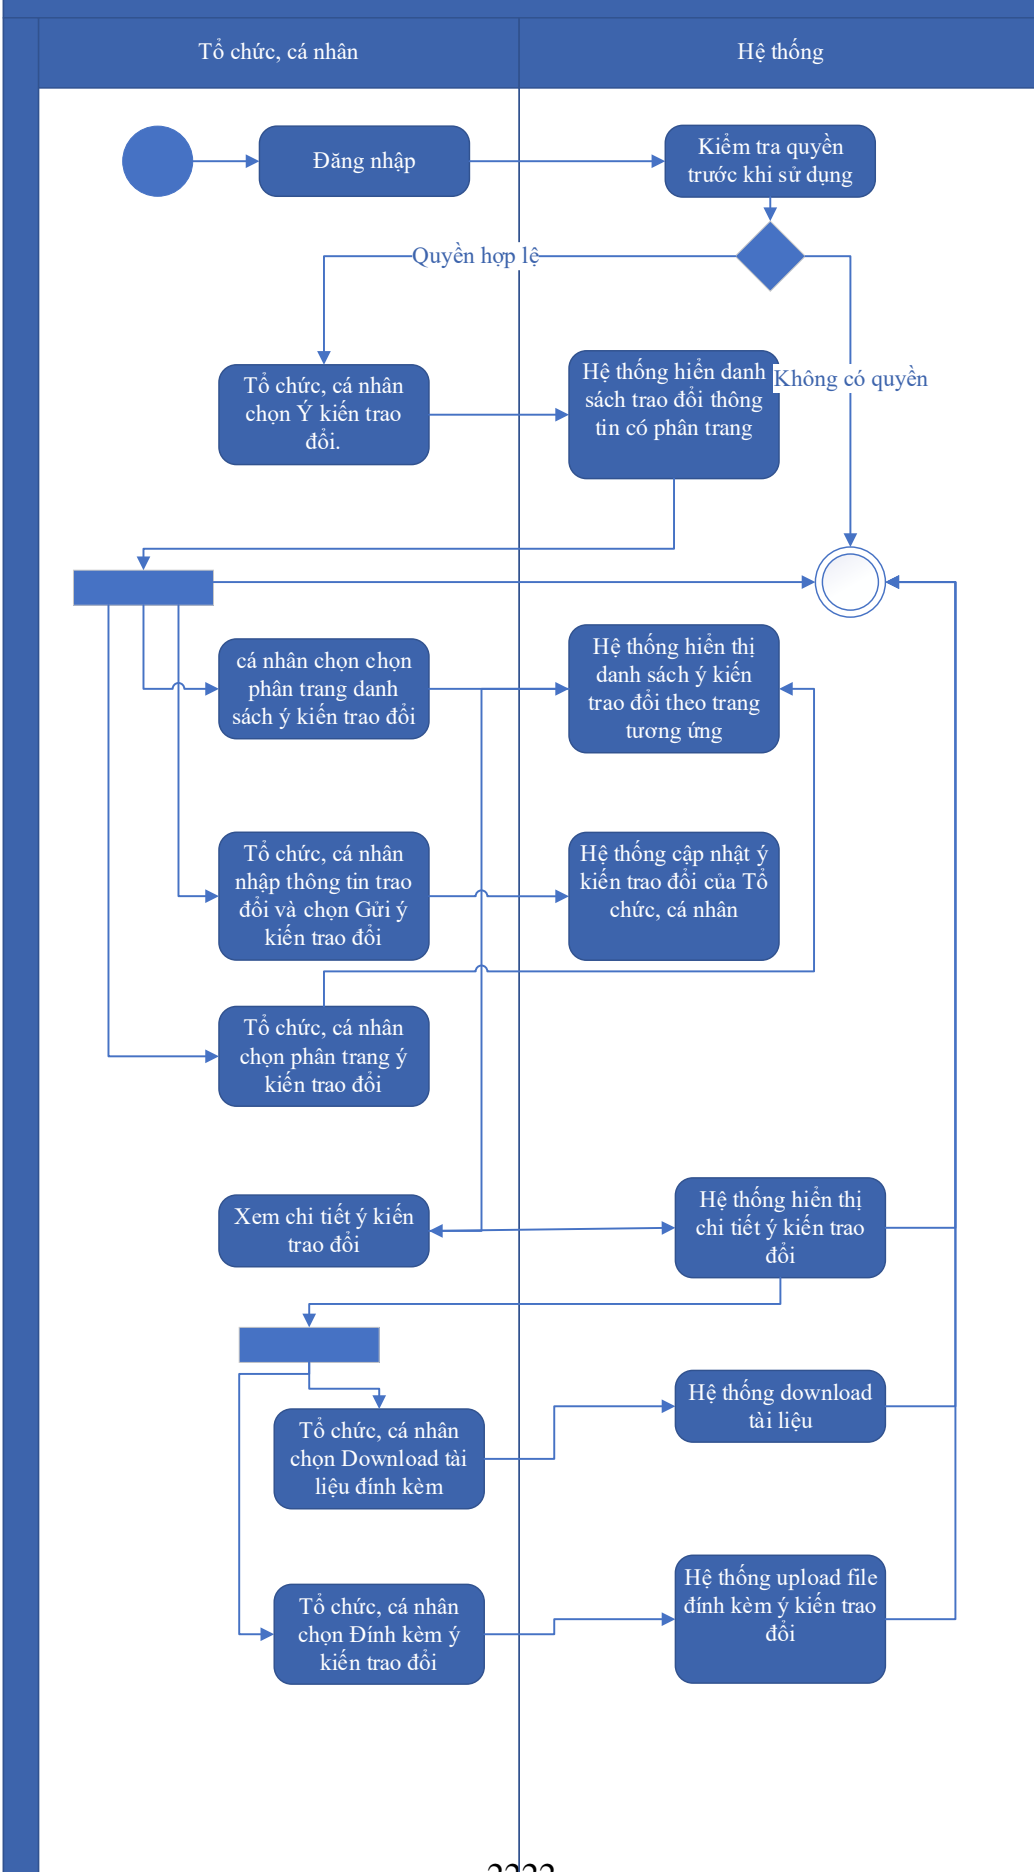 Tổ chức, cá nhân
Hệ thống
Đăng nhập
Kiểm tra quyền
trước khi sử dụng
Quyền hợp lệ
Tổ chức, cá nhân
chọn Ý kiến trao
đổi.
Hệ thống hiển danh
sách trao đổi thông
tin có phân trang
Không có quyền
cá nhân chọn chọn
phân trang danh
sách ý kiến trao đổi
Hệ thống hiển thị
danh sách ý kiến
trao đổi theo trang
tương ứng
Tổ chức, cá nhân
nhập thông tin trao
đổi và chọn Gửi ý
kiến trao đổi
Hệ thống cập nhật ý
kiến trao đổi của Tổ
chức, cá nhân
Tổ chức, cá nhân
chọn phân trang ý
kiến trao đổi
Xem chi tiết ý kiến
trao đổi
Hệ thống hiển thị
chi tiết ý kiến trao
đổi
Hệ thống download
tài liệu
Tổ chức, cá nhân
chọn Download tài
liệu đính kèm
Hệ thống upload file
đính kèm ý kiến trao
đổi
Tổ chức, cá nhân
chọn Đính kèm ý
kiến trao đổi